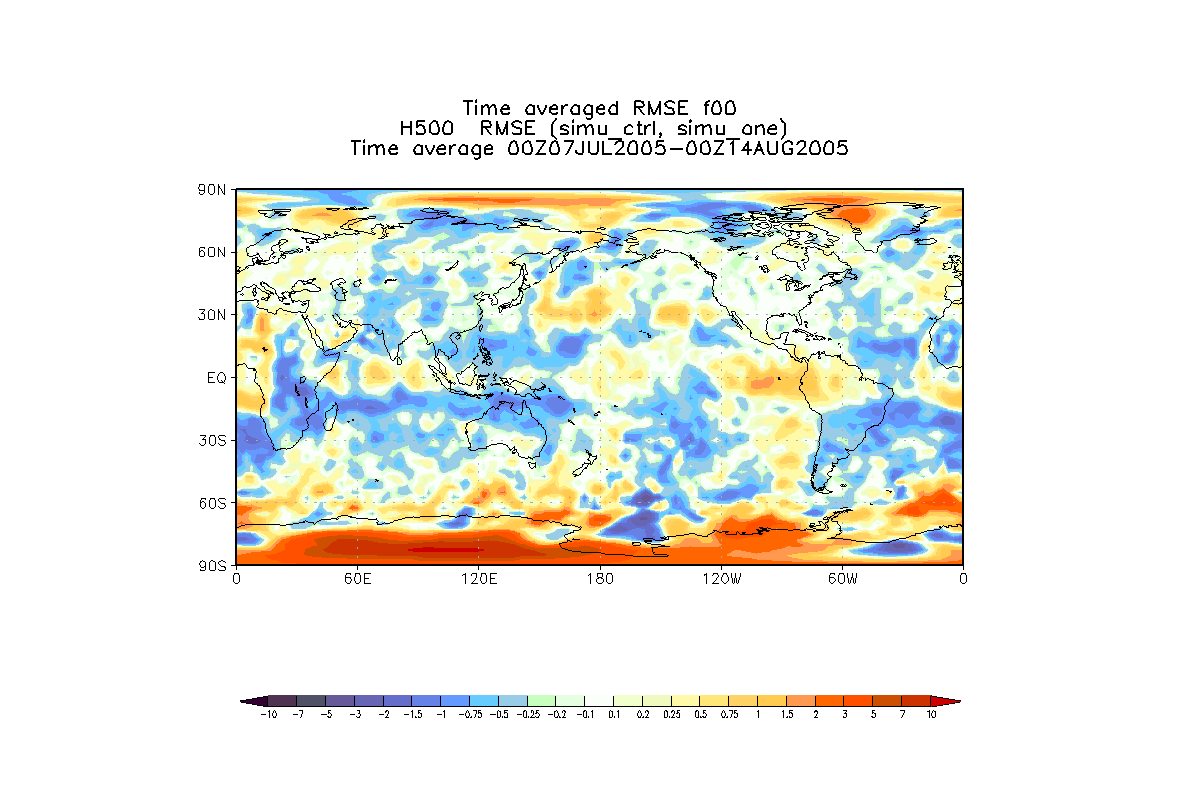 Time averaged RMSE f00
H500 RMSE (simu_ctrl, simu_one)
Time average 00Z07JUL2005-00Z14AUG2005
90N
60N
30N
EQ
30S
60S
90S
0 60E 120E 180 120W 60W 0
-10 -7 -5 -3 -2 -1.5 -1 -0.75 -0.5 -0.25 -0.2 -0.1 0.1 0.2 0.25 0.5 0.75 1 1.5 2 3 5 7 10